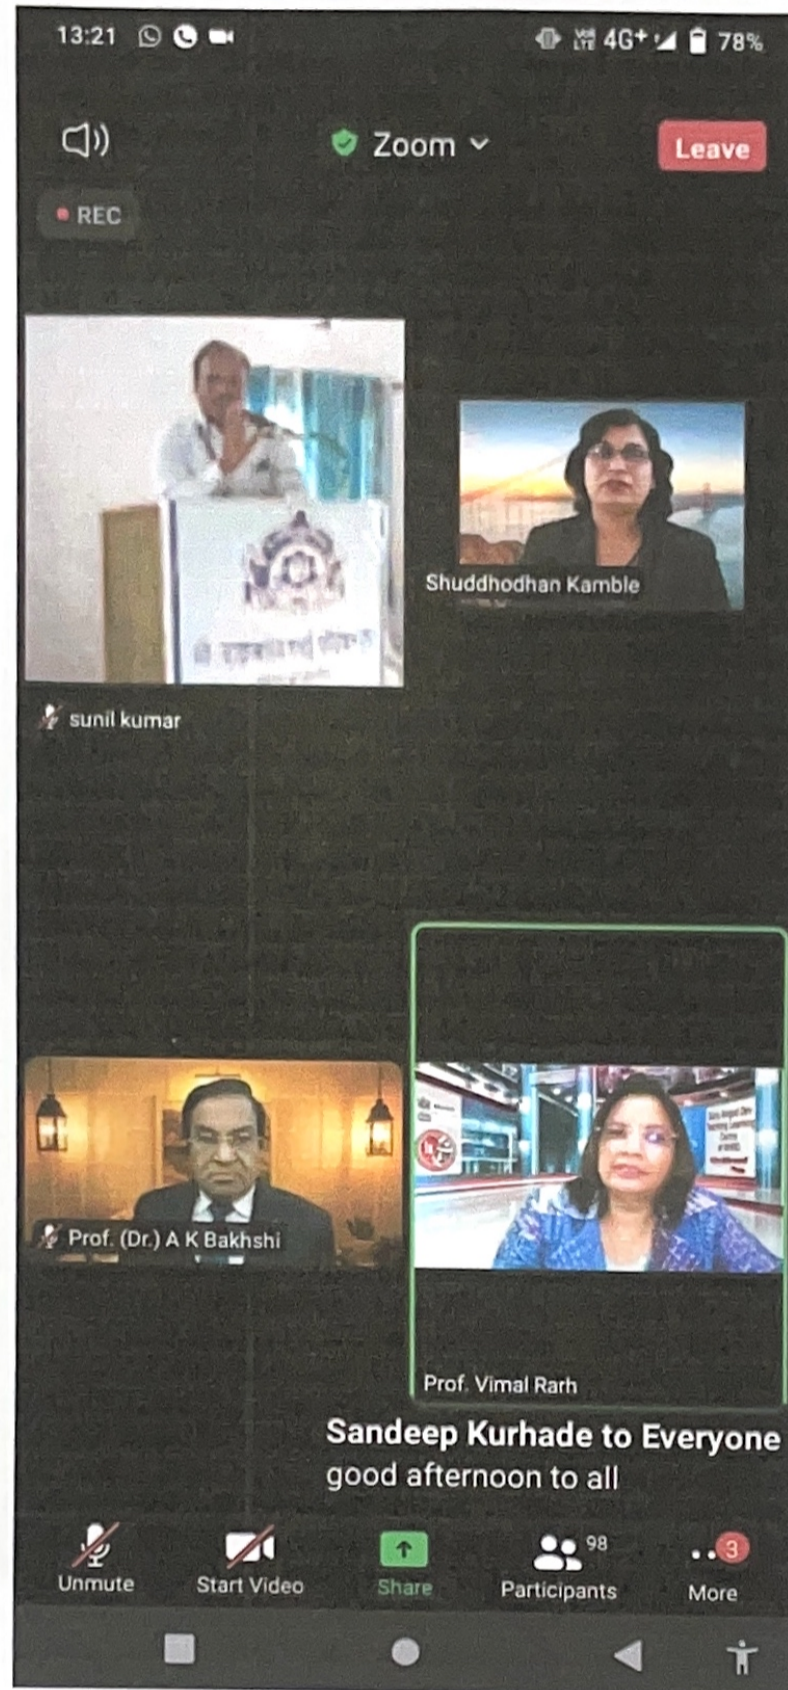 13:21 4G+ 78%
Zoom
Leave
REC
Shuddhodhan Kamble
sunil kumar
Prof. (Dr.) A K Bakhshi
Prof. Vimal Rarh
Sandeep Kurhade to Everyone
good afternoon to all
98
3
Unmute
Start Video
Share
Participants
More